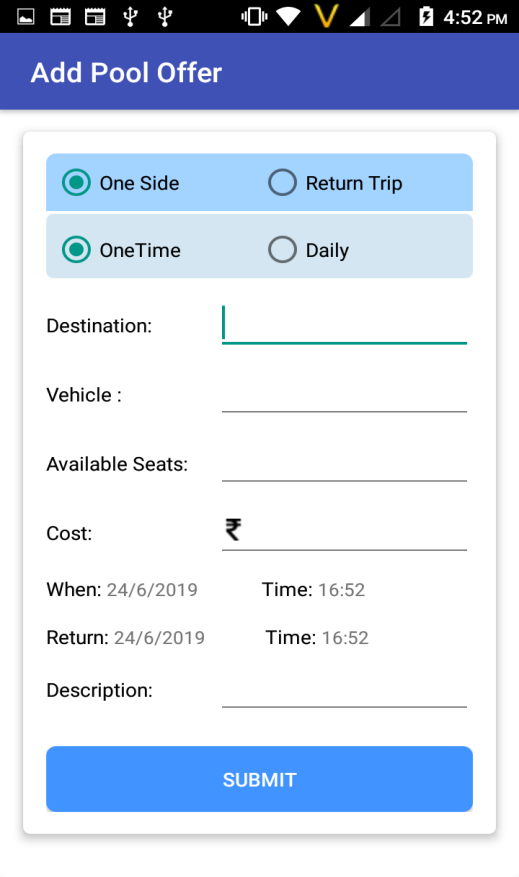 4:52 PM
Add Pool Offer
One Side Return Trip
OneTime Daily
Destination:
Vehicle :
Available Seats:
Cost: ₹
When: 24/6/2019 Time: 16:52
Return: 24/6/2019 Time: 16:52
Description:
SUBMIT